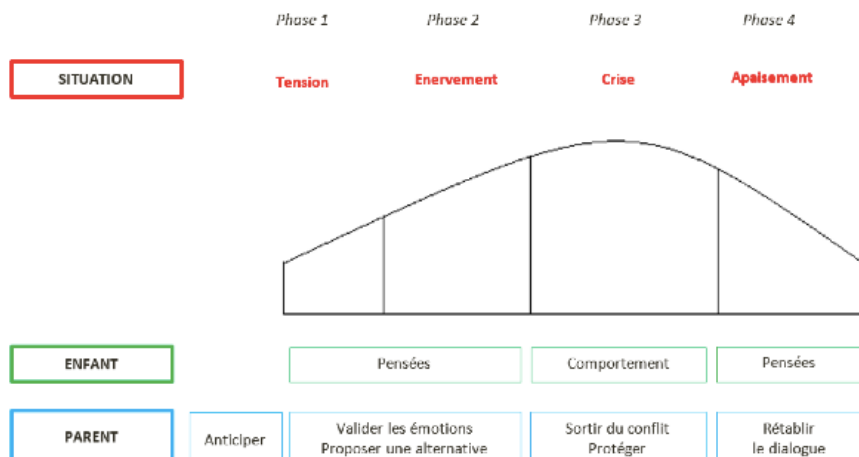 Phase 1 Phase 2 Phase 3 Phase 4
SITUATION Tension Enervement Crise Apaisement
ENFANT Pensées Comportement Pensées
PARENT Anticiper Valider les émotions Sortir du conflit Rétablir
Proposer une alternative Protéger le dialogue